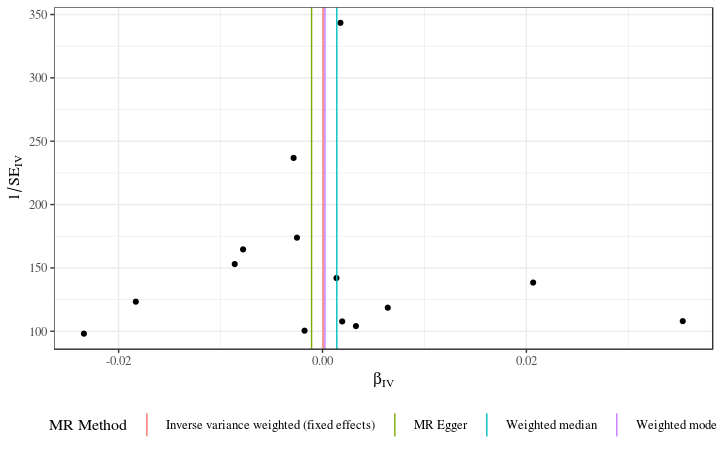 350
300
250
200
150
100
1/SE_IV
-0.02 0.00 0.02
β_IV
MR Method Inverse variance weighted (fixed effects) MR Egger Weighted median Weighted mode